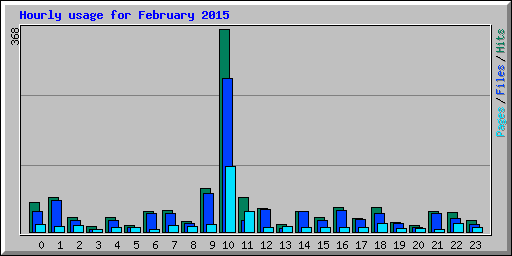 Hourly usage for February 2015
368
Pages/Files/Hits
0 1 2 3 4 5 6 7 8 9 10 11 12 13 14 15 16 17 18 19 20 21 22 23